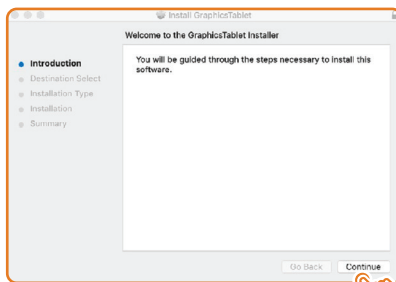 Install GraphicsTablet
Welcome to the GraphicsTablet Installer
Introduction
Destination Select
Installation Type
Installation
Summary
You will be guided through the steps necessary to install this
software.
Go Back
Continue